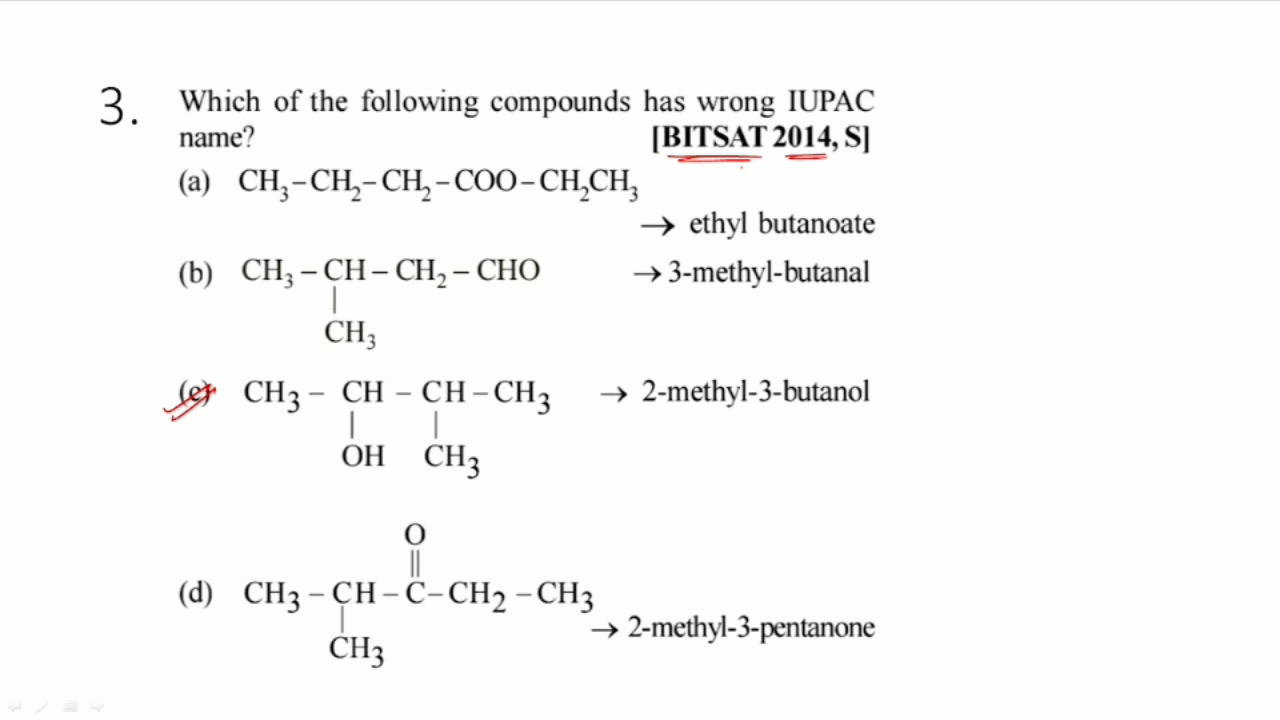 3. Which of the following compounds has wrong IUPAC
name? [BITSAT 2014, S]
(a) CH₃–CH₂–CH₂–COO–CH₂CH₃
→ ethyl butanoate
(b) CH₃ – CH – CH₂ – CHO → 3-methyl-butanal
|
CH₃
(c) CH₃ – CH – CH – CH₃ → 2-methyl-3-butanol
| |
OH CH₃
O
||
(d) CH₃ – CH – C – CH₂ – CH₃
|
→ 2-methyl-3-pentanone
CH₃